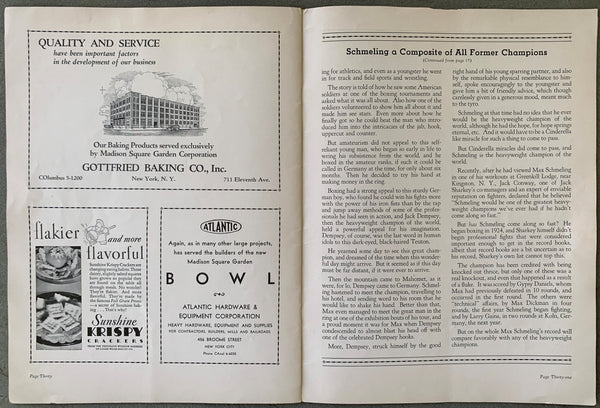 QUALITY AND SERVICE
have been important factors
in the development of our business
Our Baking Products served exclusively
by Madison Square Garden Corporation
GOTTFRIED BAKING CO., Inc.
COlumbus 5-1200
New York, N. Y.
711 Eleventh Ave.
flakier
and more
flavorful
Sunshine Krispy Crackers are
Sunshine
KRISPY
CRACKERS
ATLANTIC
Again, as in many other large projects,
has served the builders of the new
Madison Square Garden
BOWL
ATLANTIC HARDWARE &
EQUIPMENT CORPORATION
HEAVY HARDWARE, EQUIPMENT AND SUPPLIES
FOR CONTRACTORS, BUILDERS, MILLS AND RAILROADS
406 BROOME STREET
NEW YORK CITY
Phone CAnal 6-6050
Page Thirty
Schmeling a Composite of All Former Champions
(Continued from page 17)
ing for athletics, and even as a youngster he went
in for track and field sports and wrestling.
The story is told of how he saw some American
soldiers at one of the boxing tournaments and
asked what it was all about. Also how one of the
soldiers volunteered to show him all about it and
made him see stars. Even more about how he
finally got so he could beat the man who intro-
duced him into the intricacies of the jab, hook,
uppercut and counter.
But amateurism did not appeal to this self-
reliant young man, who began so early in life to
wring his subsistence from the world, and he
boxed in the amateur ranks, if such it could be
called in Germany at the time, for only about six
months. Then he decided to try his hand at
making money in the ring.
Boxing had a strong appeal to this sturdy Ger-
man boy, who found he could win his fights more
with the power of his iron fists than by the tap
and jump away methods of some of the profes-
sionals he had seen in action, and Jack Dempsey,
then the heavyweight champion of the world,
held a powerful appeal for his imagination.
Dempsey, of course, was the last word in human
idols to this dark-eyed, black-haired Teuton.
He yearned some day to see this great cham-
pion, and dreamed of the time when this wonder-
ful day might arrive. But it seemed as if this day
must be far distant, if it were ever to arrive.
Then the mountain came to Mahomet, as it
were, for lo, Dempsey came to Germany. Schmel-
ing hastened to meet the champion, travelling to
his hotel, and sending word to his room that he
would like to shake his hand. Better than that,
Max even managed to meet the great man in the
ring at one of the exhibition bouts of his tour, and
a proud moment it was for Max when Dempsey
condescended to almost blast his head off with
one of the celebrated Dempsey hooks.
More, Dempsey, struck himself by the good
right hand of his young sparring partner, and also
by the remarkable physical resemblance to him-
self, spoke encouragingly to the youngster and
gave him a bit of friendly advice, which though
carelessly given in a generous mood, meant much
to the tyro.
Schmeling at that time had no idea that he ever
would be the heavyweight champion of the
world, although he had the hope, for hope springs
eternal, etc. And it would have to be a Cinderella
like miracle for such a thing to come to pass.
But Cinderella miracles did come to pass, and
Schmeling is the heavyweight champion of the
world.
Recently, after he had viewed Max Schmeling
in one of his workouts at Greenkill Lodge, near
Kingston, N. Y., Jack Conway, one of Jack
Sharkey's co-managers and an expert of enviable
reputation on fighters, declared that he believed
"Schmeling would be one of the greatest heavy-
weight champions we've ever had if he hadn't
come along so fast."
But has Schmeling come along so fast? He
began boxing in 1924, and Sharkey himself didn't
begin professional fights that were considered
important enough to get in the record books,
albeit that record books are a bit uncertain as to
his record, Sharkey's own lat cannot top this.
The champion has been credited with being
knocked out thrice, but only one of these was a
real knockout, and even that happened as a result
of a fluke. It was scored by Gypsy Daniels, whom
Max had previously defeated in 10 rounds, and
occurred in the first round. The others were
"technical" affairs, by Max Dickman in four
rounds, the first year Schmeling began fighting,
and by Larry Gains, in two rounds at Koln, Ger-
many, the next year.
But on the whole Max Schmeling's record will
compare favorably with any of the heavyweight
champions.
Page Thirty-one